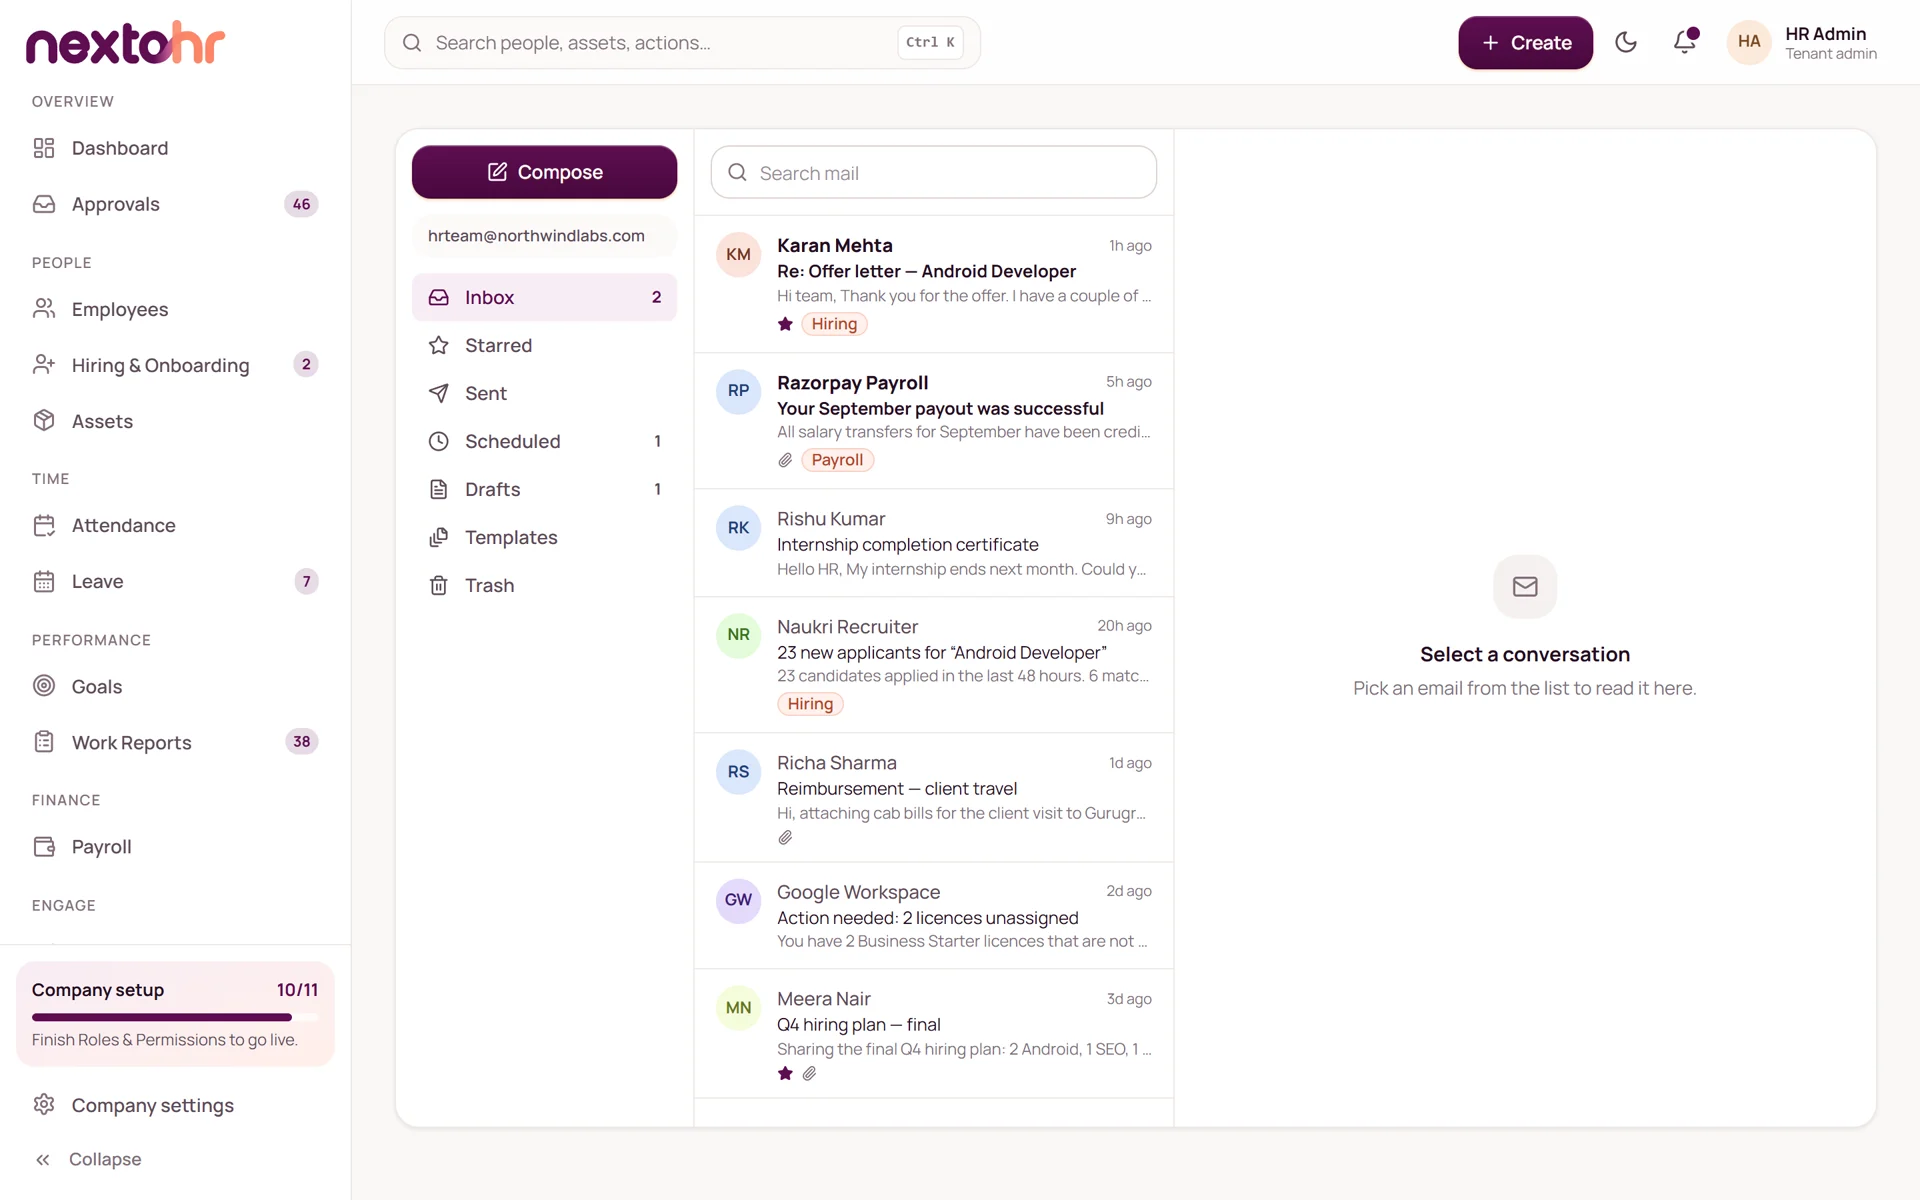 nextohr
OVERVIEW
Dashboard
Approvals 46
PEOPLE
Employees
Hiring & Onboarding 2
Assets
TIME
Attendance
Leave 7
PERFORMANCE
Goals
Work Reports 38
FINANCE
Payroll
ENGAGE
Company setup 10/11
Finish Roles & Permissions to go live.
Company settings
Collapse
Search people, assets, actions... Ctrl K
Create
HA
HR Admin
Tenant admin
Compose
hrteam@northwindlabs.com
Inbox 2
Starred
Sent
Scheduled 1
Drafts 1
Templates
Trash
Search mail
KM
Karan Mehta 1h ago
Re: Offer letter — Android Developer
Hi team, Thank you for the offer. I have a couple of ...
Hiring
RP
Razorpay Payroll 5h ago
Your September payout was successful
All salary transfers for September have been credi...
Payroll
RK
Rishu Kumar 9h ago
Internship completion certificate
Hello HR, My internship ends next month. Could y...
NR
Naukri Recruiter 20h ago
23 new applicants for “Android Developer”
23 candidates applied in the last 48 hours. 6 matc...
Hiring
RS
Richa Sharma 1d ago
Reimbursement — client travel
Hi, attaching cab bills for the client visit to Gurugr...
GW
Google Workspace 2d ago
Action needed: 2 licences unassigned
You have 2 Business Starter licences that are not ...
MN
Meera Nair 3d ago
Q4 hiring plan — final
Sharing the final Q4 hiring plan: 2 Android, 1 SEO, 1 ...
Select a conversation
Pick an email from the list to read it here.